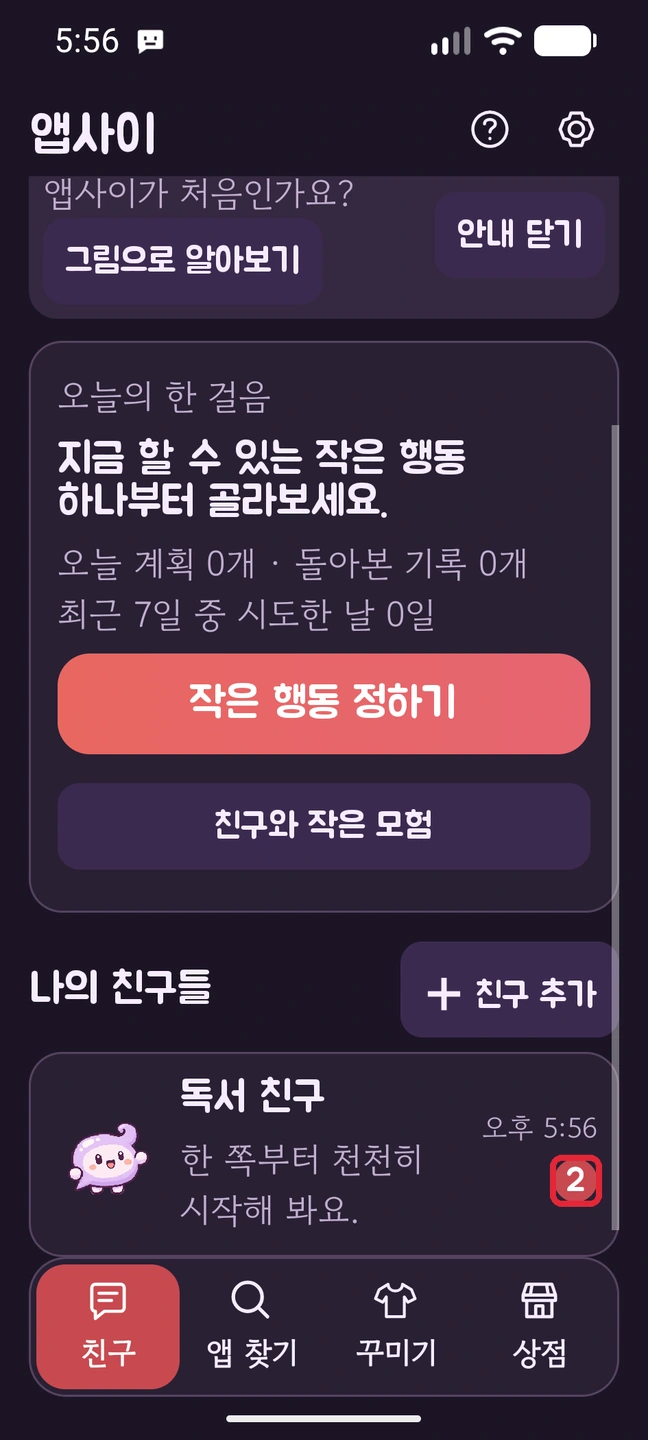 5:56
앱사이
앱사이가 처음인가요?
그림으로 알아보기
안내 닫기
오늘의 한 걸음
지금 할 수 있는 작은 행동
하나부터 골라보세요.
오늘 계획 0개 · 돌아본 기록 0개
최근 7일 중 시도한 날 0일
작은 행동 정하기
친구와 작은 모험
나의 친구들
+ 친구 추가
독서 친구
오후 5:56
한 쪽부터 천천히
시작해 봐요.
2
친구
앱 찾기
꾸미기
상점